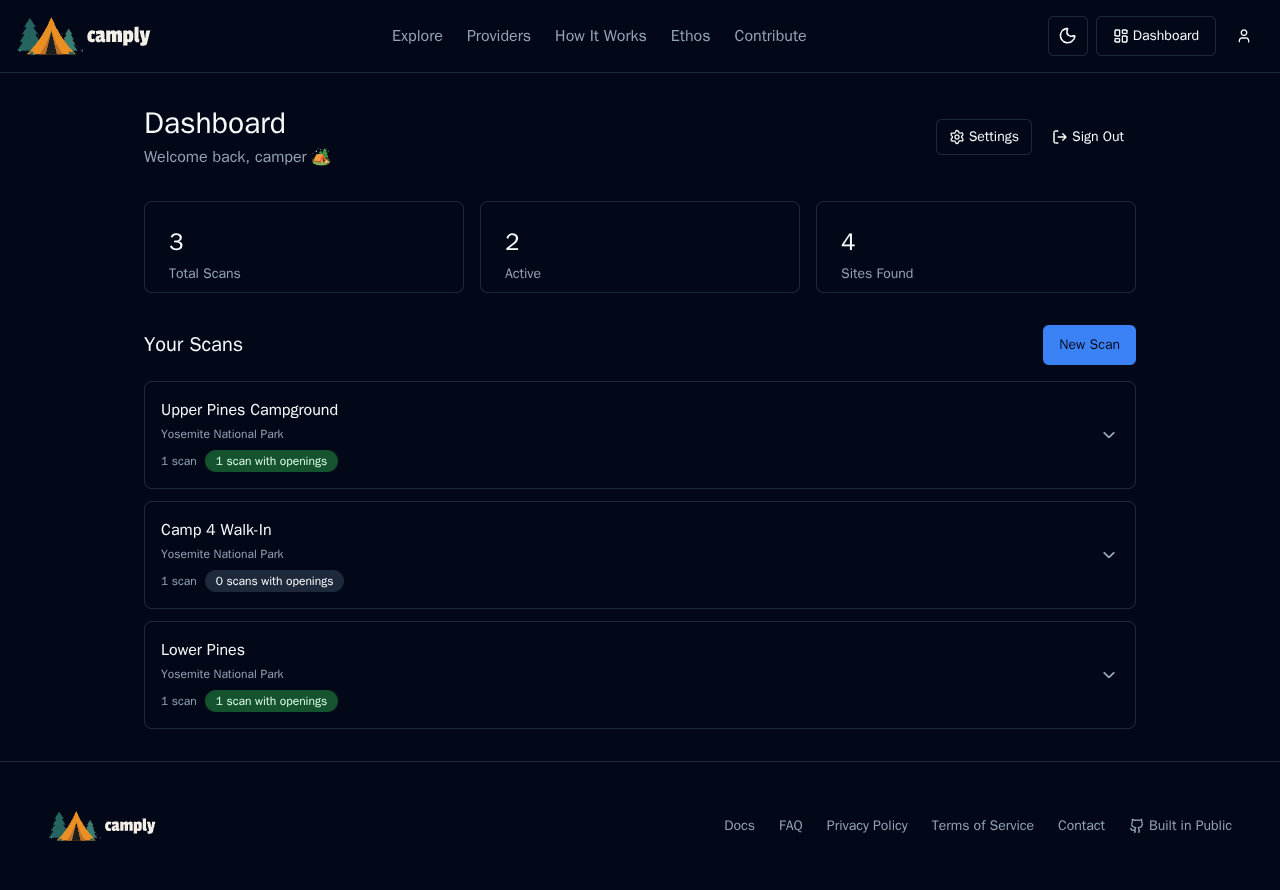 camply
Explore
Providers
How It Works
Ethos
Contribute
Dashboard
Dashboard
Welcome back, camper 🏕️
Settings
Sign Out
3
Total Scans
2
Active
4
Sites Found
Your Scans
New Scan
Upper Pines Campground
Yosemite National Park
1 scan 1 scan with openings
Camp 4 Walk-In
Yosemite National Park
1 scan 0 scans with openings
Lower Pines
Yosemite National Park
1 scan 1 scan with openings
camply
Docs
FAQ
Privacy Policy
Terms of Service
Contact
Built in Public